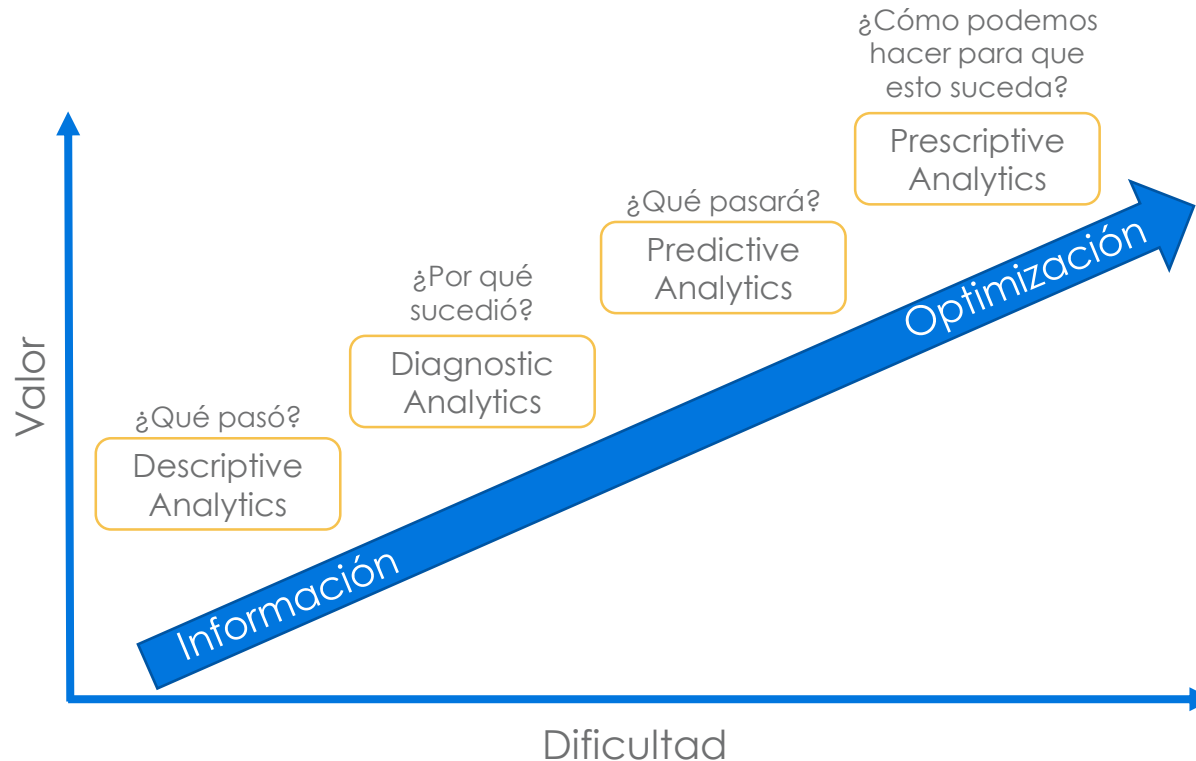 ¿Cómo podemos
hacer para que
esto suceda?
Prescriptive
Analytics
¿Qué pasará?
Predictive
Analytics
¿Por qué
sucedió?
Diagnostic
Analytics
¿Qué pasó?
Descriptive
Analytics
Valor
Información
Optimización
Dificultad